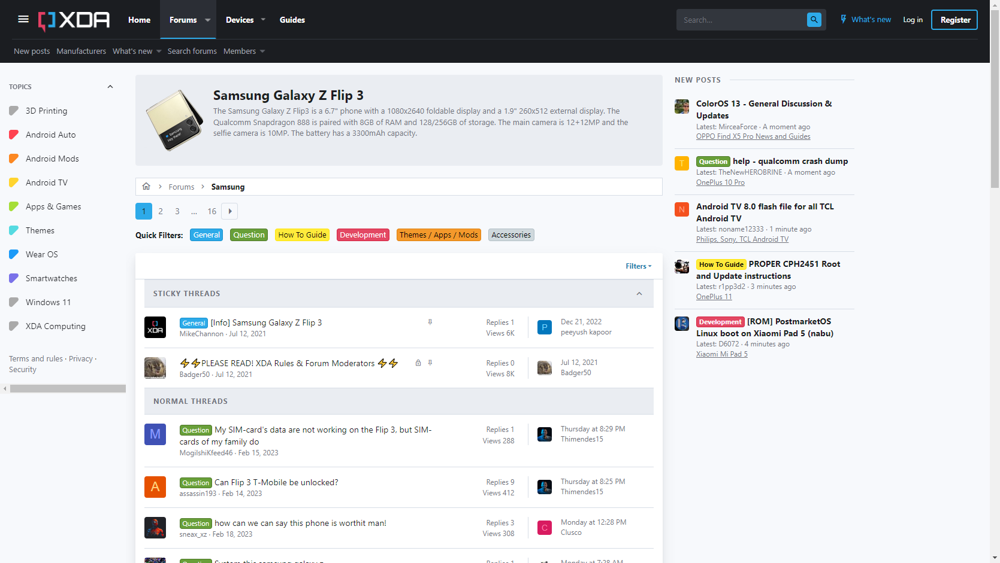 XDA
Home
Forums
Devices
Guides
Search...
What's new
Log in
Register
New posts
Manufacturers
What's new
Search forums
Members
TOPICS
3D Printing
Android Auto
Android Mods
Android TV
Apps & Games
Themes
Wear OS
Smartwatches
Windows 11
XDA Computing
Terms and rules · Privacy ·
Security
Samsung Galaxy Z Flip 3
The Samsung Galaxy Z Flip3 is a 6.7" phone with a 1080x2640 foldable display and a 1.9" 260x512 external display. The
Qualcomm Snapdragon 888 is paired with 8GB of RAM and 128/256GB of storage. The main camera is 12+12MP and the
selfie camera is 10MP. The battery has a 3300mAh capacity.
Samsung
Hey there!
Forums
Samsung
1 2 3 ... 16
Quick Filters: General Question How To Guide Development Themes / Apps / Mods Accessories
Filters
STICKY THREADS
XDA
General [Info] Samsung Galaxy Z Flip 3
MikeChannon · Jul 12, 2021
Replies 1
Views 6K
P
Dec 21, 2022
peeyush kapoor
⚡⚡PLEASE READ! XDA Rules & Forum Moderators ⚡⚡
Badger50 · Jul 12, 2021
Replies 0
Views 8K
Jul 12, 2021
Badger50
NORMAL THREADS
M
Question My SIM-card's data are not working on the Flip 3, but SIM-
cards of my family do
MogilshiKfeed46 · Feb 15, 2023
Replies 1
Views 288
Thursday at 8:29 PM
Thimendes15
A
Question Can Flip 3 T-Mobile be unlocked?
assassin193 · Feb 14, 2023
Replies 9
Views 412
Thursday at 8:25 PM
Thimendes15
Question how can we can say this phone is worthit man!
sneax_xz · Feb 18, 2023
Replies 3
Views 308
C
Monday at 12:28 PM
Clusco
Question System this samsung galaxy z
Replies 1
Monday at 7:28 AM
NEW POSTS
ColorOS 13 - General Discussion &
Updates
Latest: MirceaForce · A moment ago
OPPO Find X5 Pro News and Guides
T
Question help - qualcomm crash dump
Latest: TheNewHEROBRINE · A moment ago
OnePlus 10 Pro
N
Android TV 8.0 flash file for all TCL
Android TV
Latest: noname12333 · 1 minute ago
Philips, Sony, TCL Android TV
How To Guide PROPER CPH2451 Root
and Update instructions
Latest: r1pp3d2 · 3 minutes ago
OnePlus 11
Development [ROM] PostmarketOS
Linux boot on Xiaomi Pad 5 (nabu)
Latest: D6072 · 4 minutes ago
Xiaomi Mi Pad 5